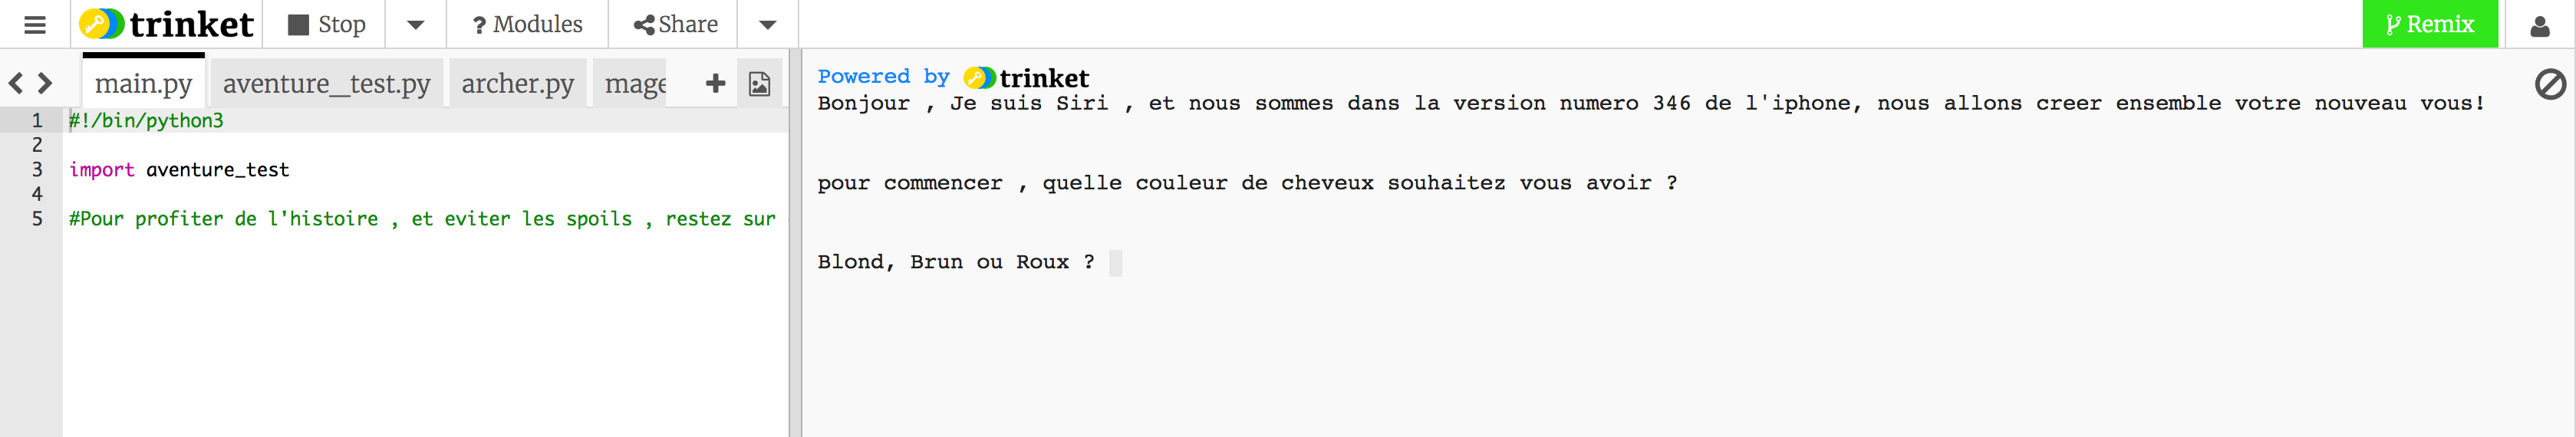 trinket Stop ? Modules Share Remix
main.py aventure_test.py archer.py mage
1 #!/bin/python3
2
3 import aventure_test
4
5 #Pour profiter de l'histoire , et eviter les spoils , restez sur
Powered by trinket
Bonjour , Je suis Siri , et nous sommes dans la version numero 346 de l'iphone, nous allons creer ensemble votre nouveau vous!
pour commencer , quelle couleur de cheveux souhaitez vous avoir ?
Blond, Brun ou Roux ?